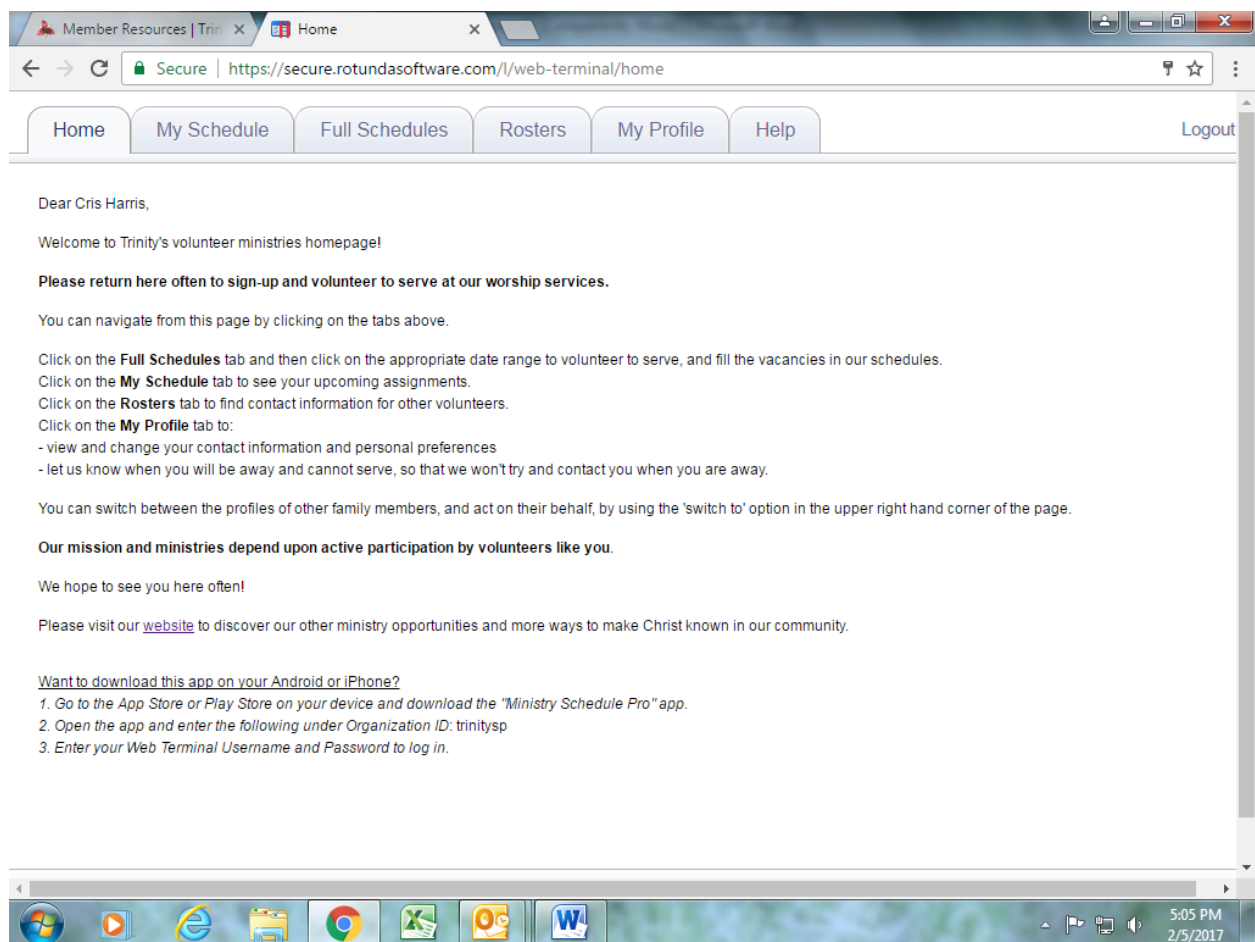 Member Resources | Trin
Home
Secure | https://secure.rotundasoftware.com/l/web-terminal/home
Home My Schedule Full Schedules Rosters My Profile Help Logout
Dear Cris Harris,
Welcome to Trinity's volunteer ministries homepage!
Please return here often to sign-up and volunteer to serve at our worship services.
You can navigate from this page by clicking on the tabs above.
Click on the Full Schedules tab and then click on the appropriate date range to volunteer to serve, and fill the vacancies in our schedules.
Click on the My Schedule tab to see your upcoming assignments.
Click on the Rosters tab to find contact information for other volunteers.
Click on the My Profile tab to:
- view and change your contact information and personal preferences
- let us know when you will be away and cannot serve, so that we won't try and contact you when you are away.
You can switch between the profiles of other family members, and act on their behalf, by using the 'switch to' option in the upper right hand corner of the page.
Our mission and ministries depend upon active participation by volunteers like you.
We hope to see you here often!
Please visit our website to discover our other ministry opportunities and more ways to make Christ known in our community.
Want to download this app on your Android or iPhone?
1. Go to the App Store or Play Store on your device and download the "Ministry Schedule Pro" app.
2. Open the app and enter the following under Organization ID: trinitysp
3. Enter your Web Terminal Username and Password to log in.
5:05 PM
2/5/2017